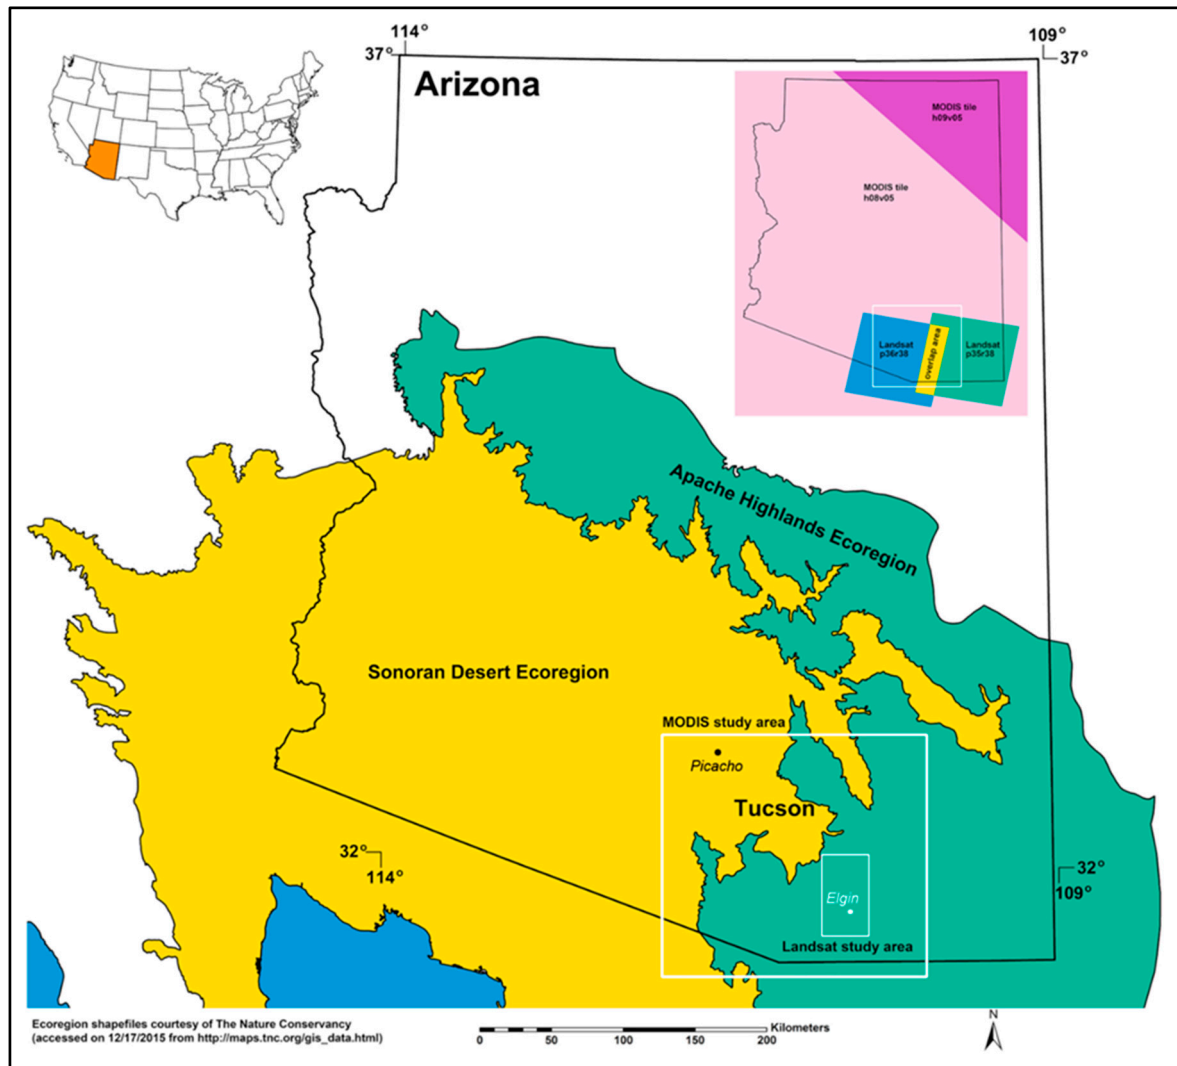 114°
109°
37°
37°
Arizona
MODIS tile
h09v05
MODIS tile
h08v05
Landsat
p36r38
overlap area
Landsat
p35r38
Apache Highlands Ecoregion
Sonoran Desert Ecoregion
MODIS study area
Picacho
Tucson
32°
114°
32°
109°
Elgin
Landsat study area
Ecoregion shapefiles courtesy of The Nature Conservancy
(accessed on 12/17/2015 from http://maps.tnc.org/gis_data.html)
Kilometers
0 50 100 150 200
N